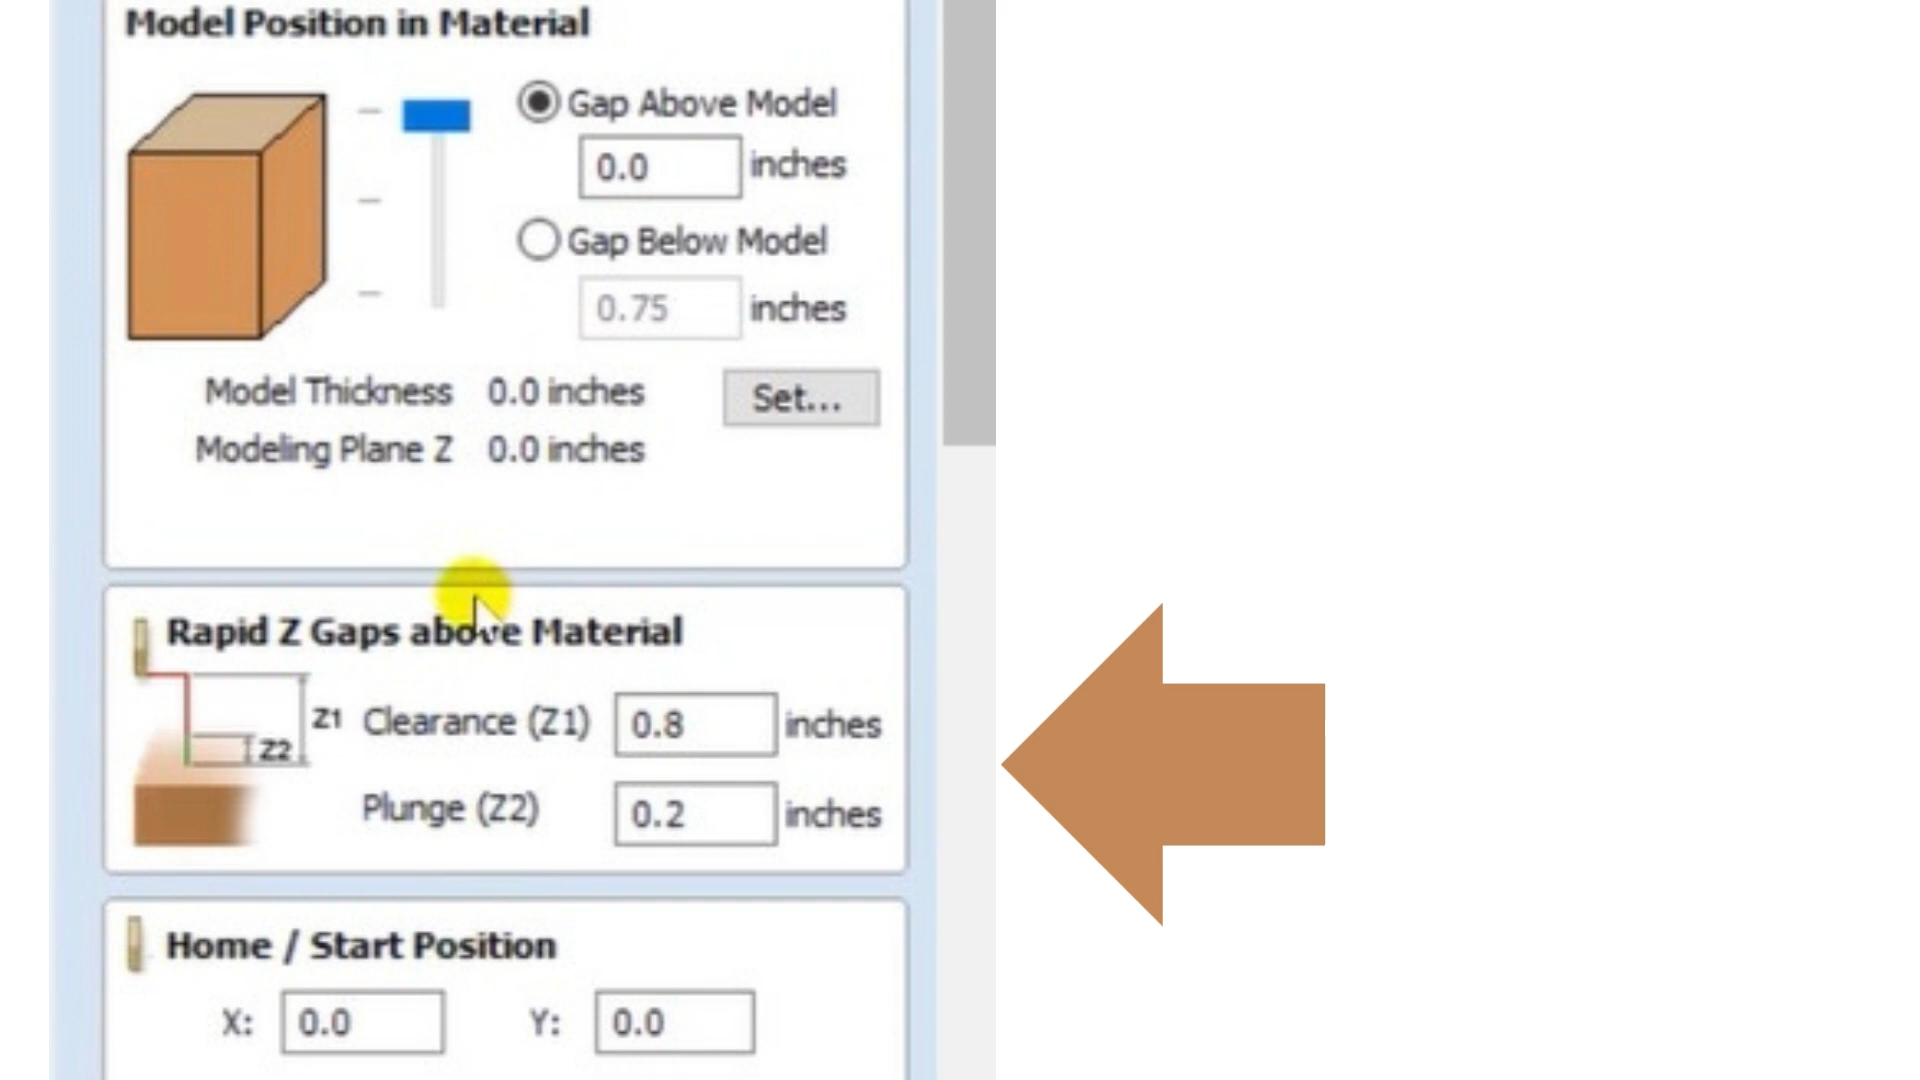 Model Position in Material
Gap Above Model
0.0 inches
Gap Below Model
0.75 inches
Model Thickness 0.0 inches Set...
Modeling Plane Z 0.0 inches
Rapid Z Gaps above Material
Z1 Clearance (Z1) 0.8 inches
Z2
Plunge (Z2) 0.2 inches
Home / Start Position
X: 0.0 Y: 0.0